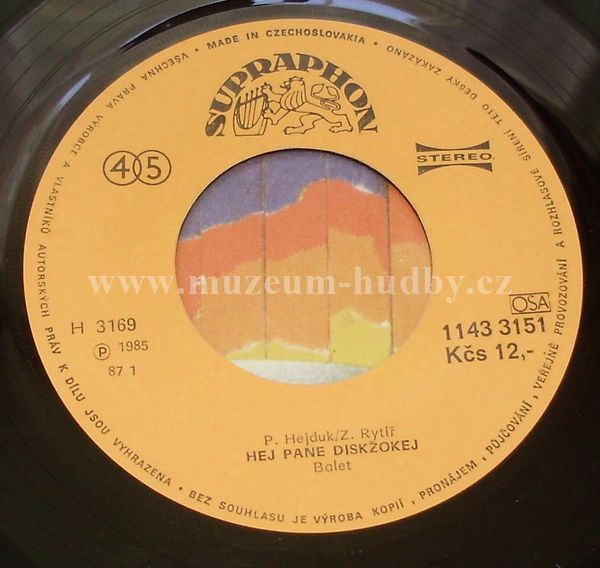 • MADE IN CZECHOSLOVAKIA •
VŠECHNA PRÁVA VÝROBCE A VLASTNÍKŮ AUTORSKÝCH PRÁV K DÍLU JSOU VYHRAZENA • BEZ SOUHLASU JE VÝROBA KOPIÍ, PRONÁJEM, PŮJČOVÁNÍ, VEŘEJNÉ PROVOZOVÁNÍ A ROZHLASOVÉ ŠÍŘENÍ TÉTO DESKY ZAKÁZÁNO
SUPRAPHON
45
STEREO
www.muzeum-hudby.cz
H 3169
Ⓟ 1985
87 1
OSA
1143 3151
Kčs 12,-
P. Hejduk/Z. Rytíř
HEJ PANE DISKŽOKEJ
Balet